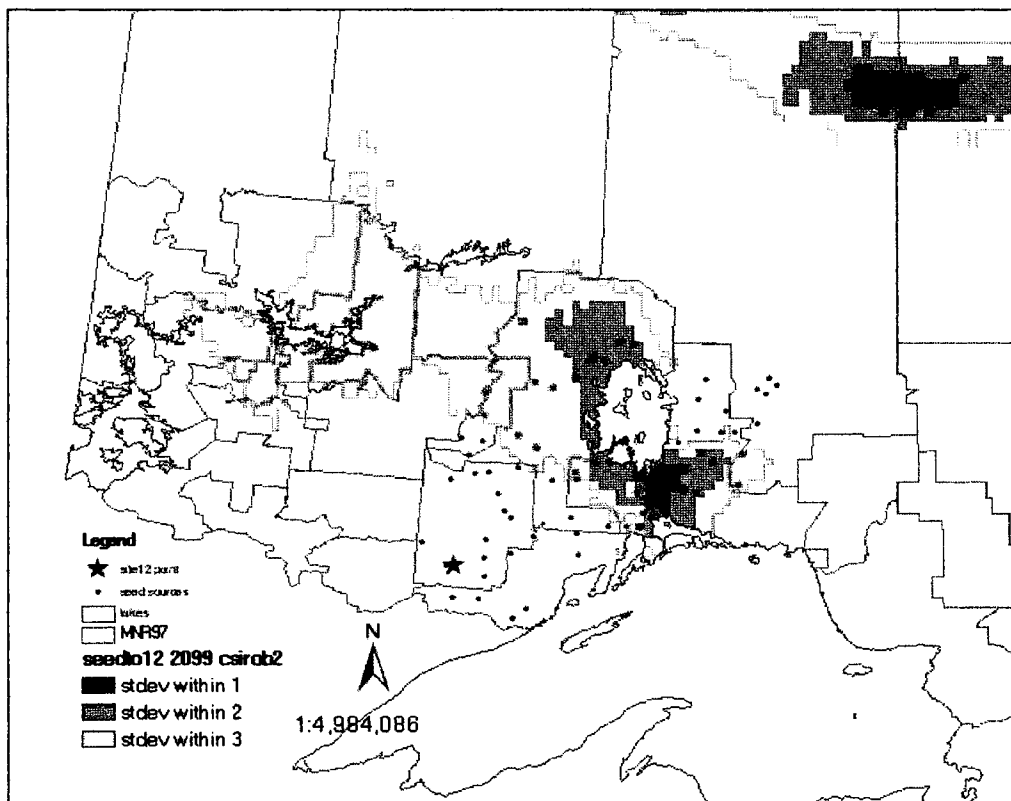 Legend
site12 point
seed sources
lakes
MNR97
seedto12 2099 csirob2
stdev within 1
stdev within 2
stdev within 3
N
1:4,984,086